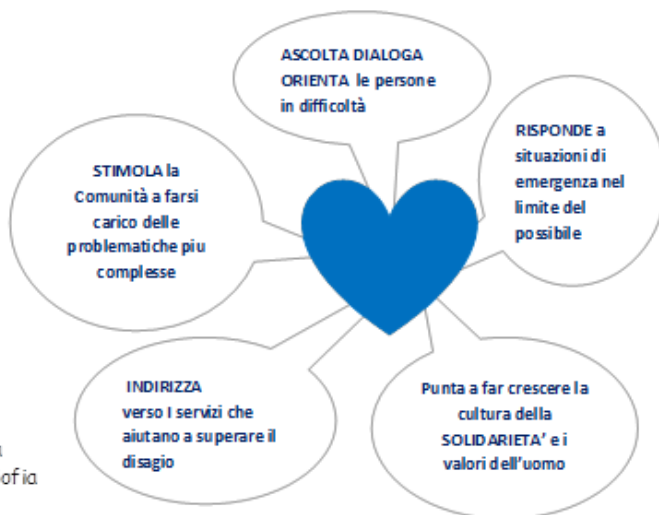 ASCOLTA DIALOGA
ORIENTA le persone
in difficoltà
RISPONDE a
situazioni di
emergenza nel
limite del
possibile
STIMOLA la
Comunità a farsi
carico delle
problematiche piu
complesse
INDIRIZZA
verso I servizi che
aiutano a superare il
disagio
Punta a far crescere la
cultura della
SOLIDARIETA' e i
valori dell'uomo
ofia